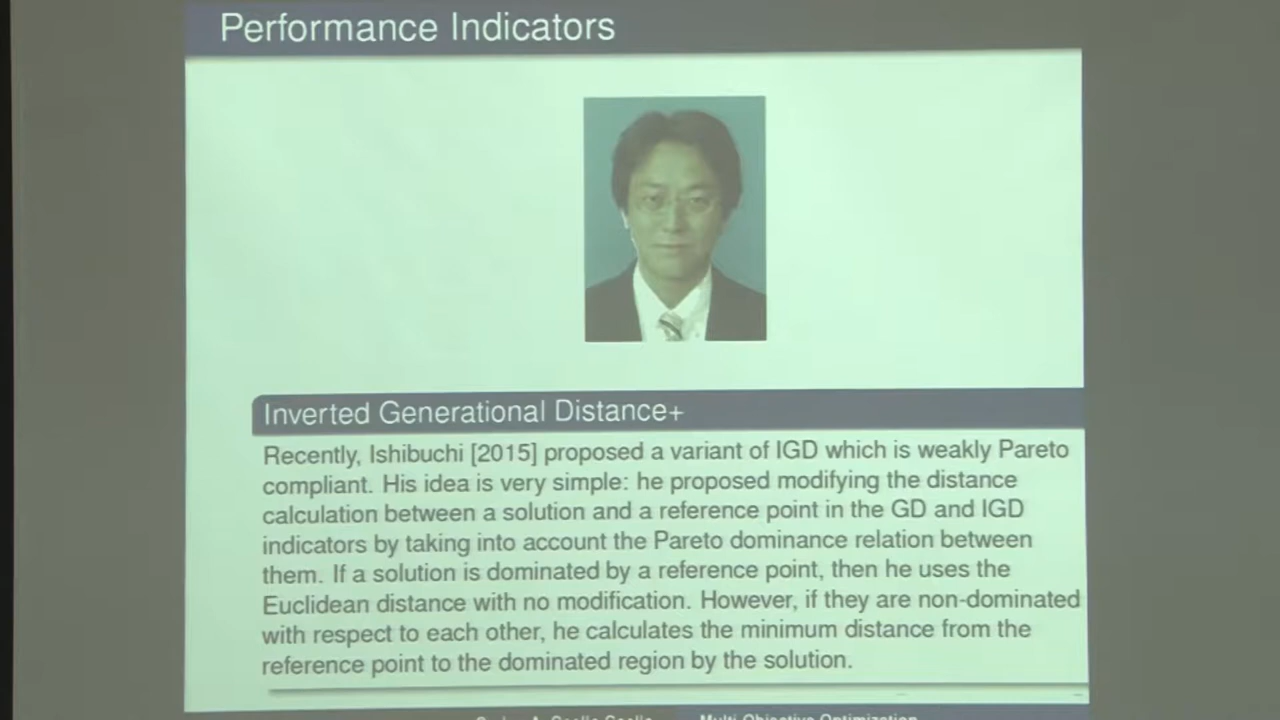 Performance Indicators
Inverted Generational Distance+
Recently, Ishibuchi [2015] proposed a variant of IGD which is weakly Pareto
compliant. His idea is very simple: he proposed modifying the distance
calculation between a solution and a reference point in the GD and IGD
indicators by taking into account the Pareto dominance relation between
them. If a solution is dominated by a reference point, then he uses the
Euclidean distance with no modification. However, if they are non-dominated
with respect to each other, he calculates the minimum distance from the
reference point to the dominated region by the solution.
Multi-Objective Optimization